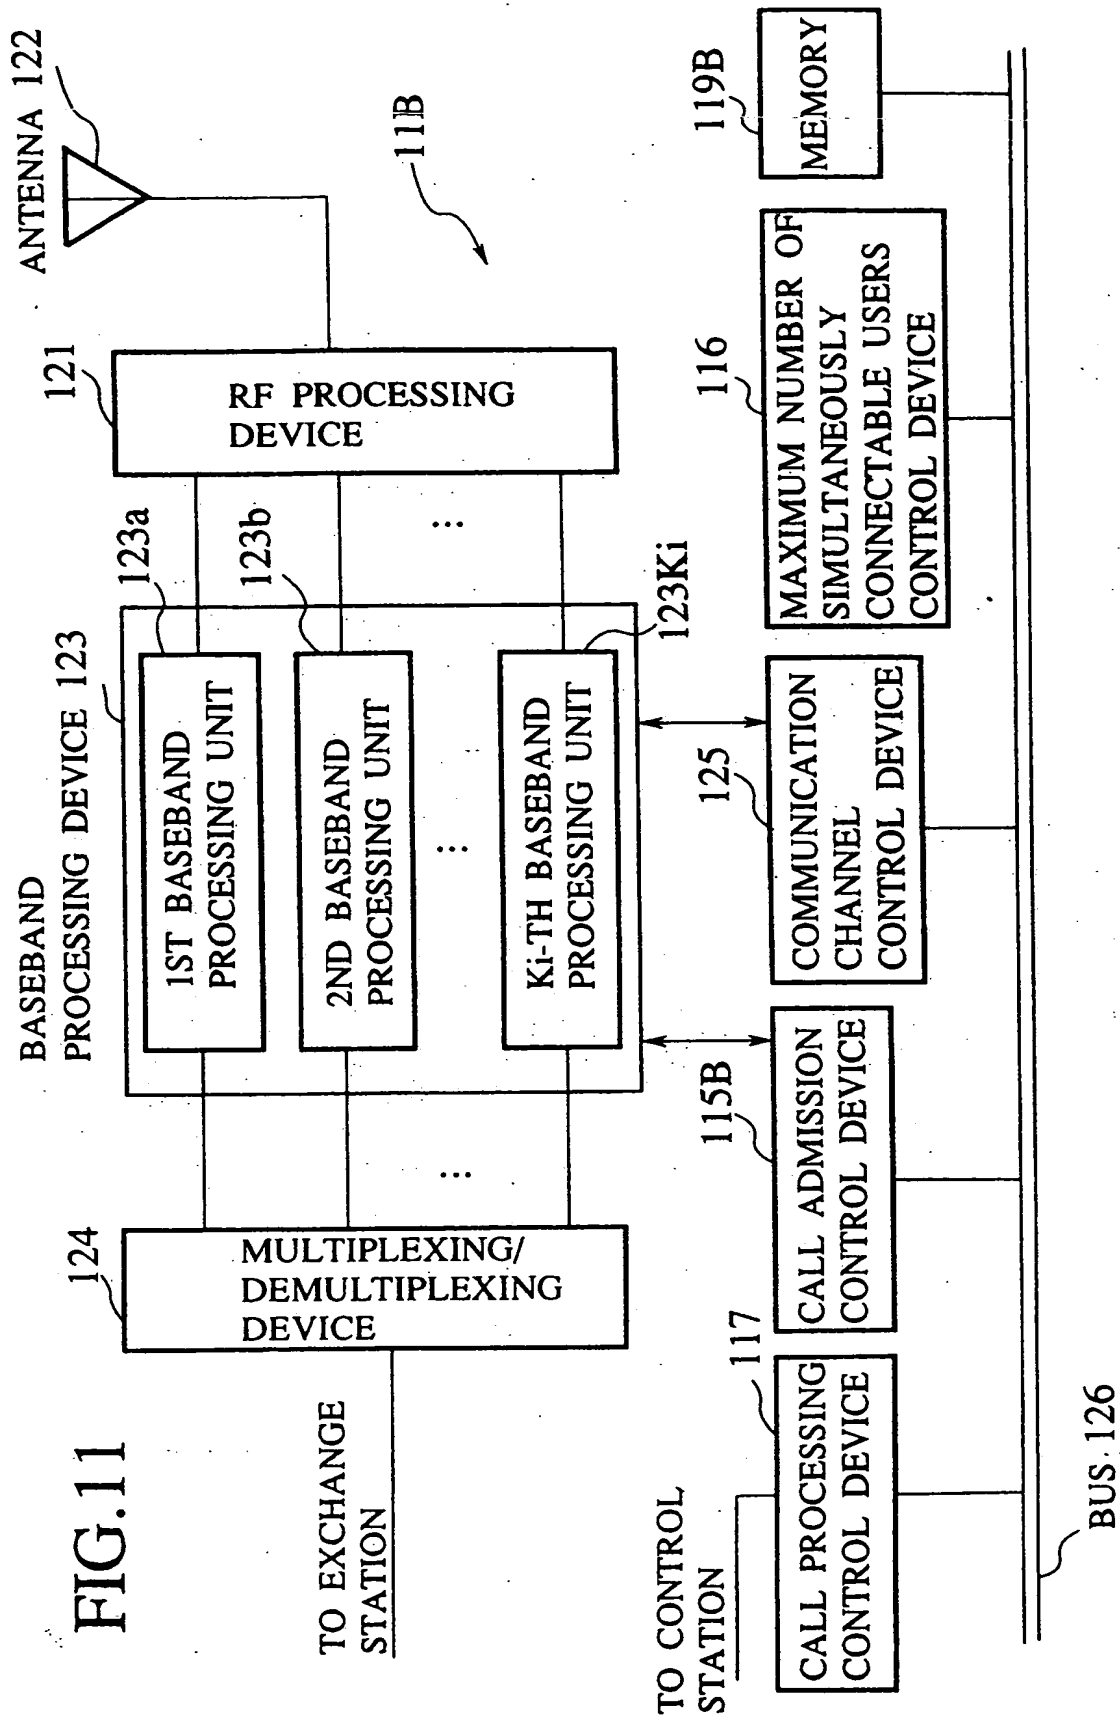 FIG.11
ANTENNA 122
11B
121
RF PROCESSING
DEVICE
BASEBAND
PROCESSING DEVICE 123
123a
1ST BASEBAND
PROCESSING UNIT
123b
2ND BASEBAND
PROCESSING UNIT
...
...
...
123Ki
Ki-TH BASEBAND
PROCESSING UNIT
124
MULTIPLEXING/
DEMULTIPLEXING
DEVICE
TO EXCHANGE
STATION
TO CONTROL
STATION
117
CALL PROCESSING
CONTROL DEVICE
115B
CALL ADMISSION
CONTROL DEVICE
125
COMMUNICATION
CHANNEL
CONTROL DEVICE
116
MAXIMUM NUMBER OF
SIMULTANEOUSLY
CONNECTABLE USERS
CONTROL DEVICE
119B
MEMORY
BUS 126